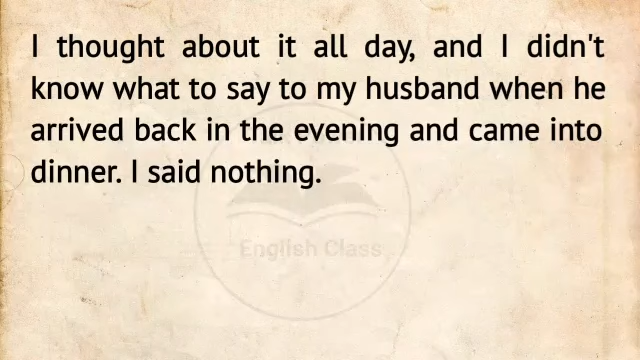 I thought about it all day, and I didn't
know what to say to my husband when he
arrived back in the evening and came into
dinner. I said nothing.
English Class